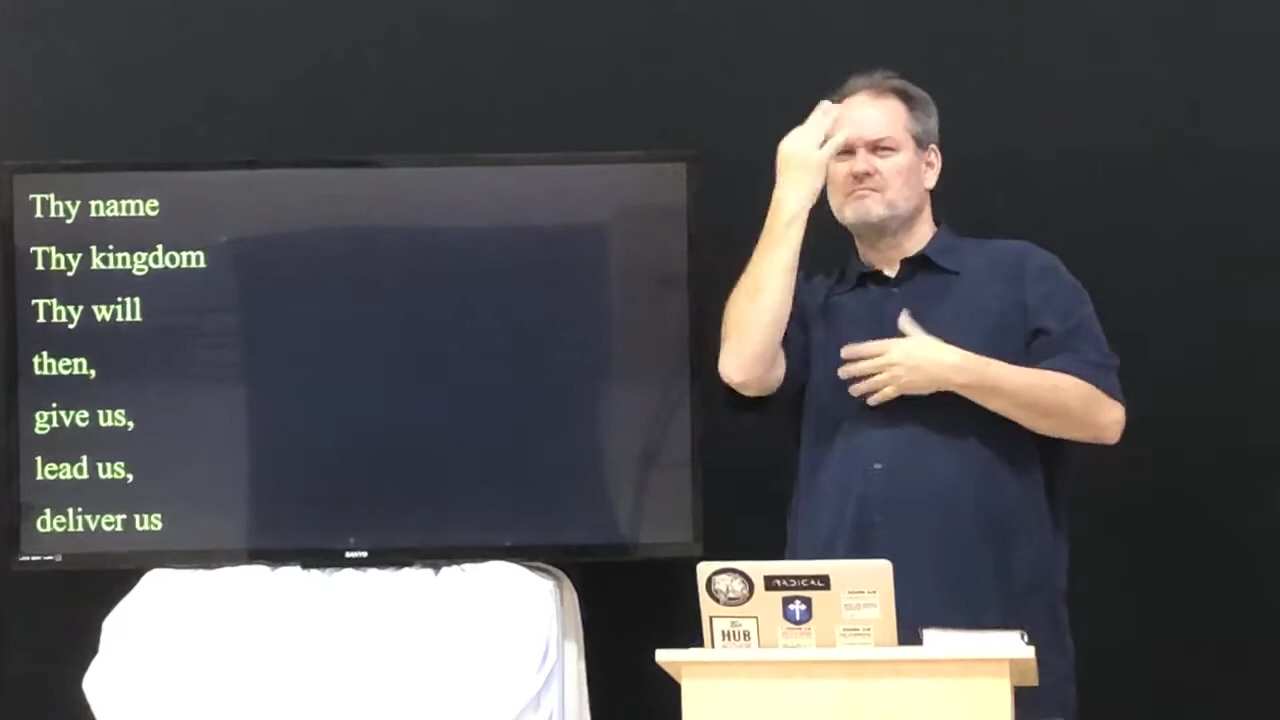 Thy name
Thy kingdom
Thy will
then,
give us,
lead us,
deliver us
SANYO
RADICAL
HUB